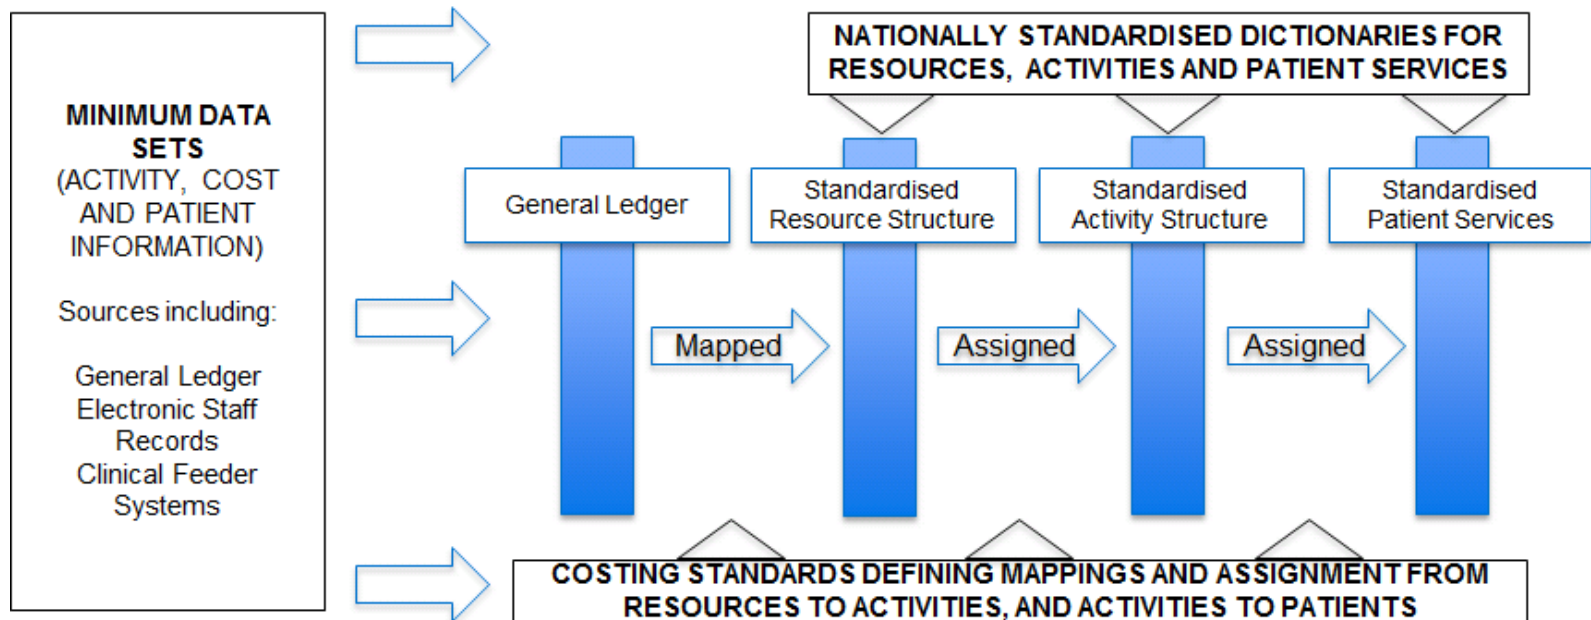 MINIMUM DATA
SETS
(ACTIVITY, COST
AND PATIENT
INFORMATION)
Sources including:
General Ledger
Electronic Staff
Records
Clinical Feeder
Systems
NATIONALLY STANDARDISED DICTIONARIES FOR
RESOURCES, ACTIVITIES AND PATIENT SERVICES
General Ledger
Standardised
Resource Structure
Standardised
Activity Structure
Standardised
Patient Services
Mapped
Assigned
Assigned
COSTING STANDARDS DEFINING MAPPINGS AND ASSIGNMENT FROM
RESOURCES TO ACTIVITIES, AND ACTIVITIES TO PATIENTS